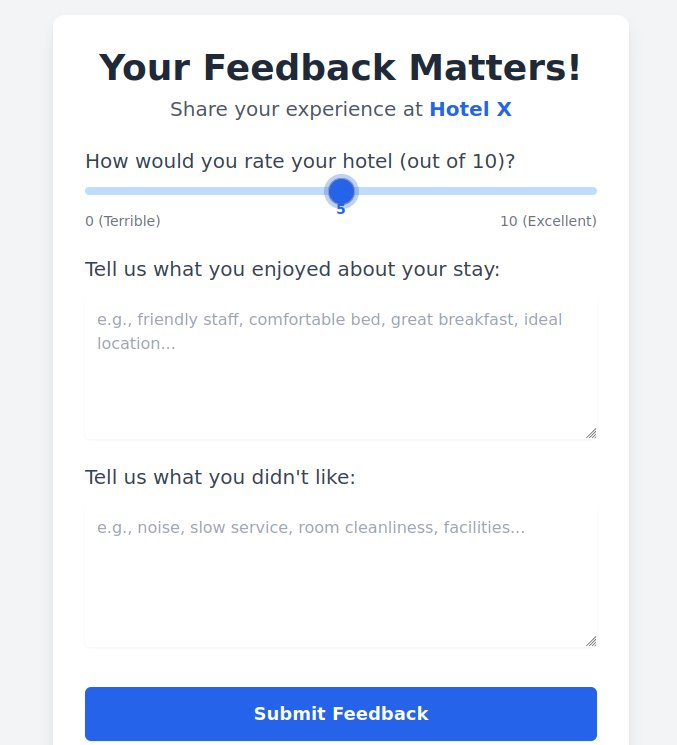 Your Feedback Matters!
Share your experience at Hotel X
How would you rate your hotel (out of 10)?
5
0 (Terrible) 10 (Excellent)
Tell us what you enjoyed about your stay:
e.g., friendly staff, comfortable bed, great breakfast, ideal
location...
Tell us what you didn't like:
e.g., noise, slow service, room cleanliness, facilities...
Submit Feedback